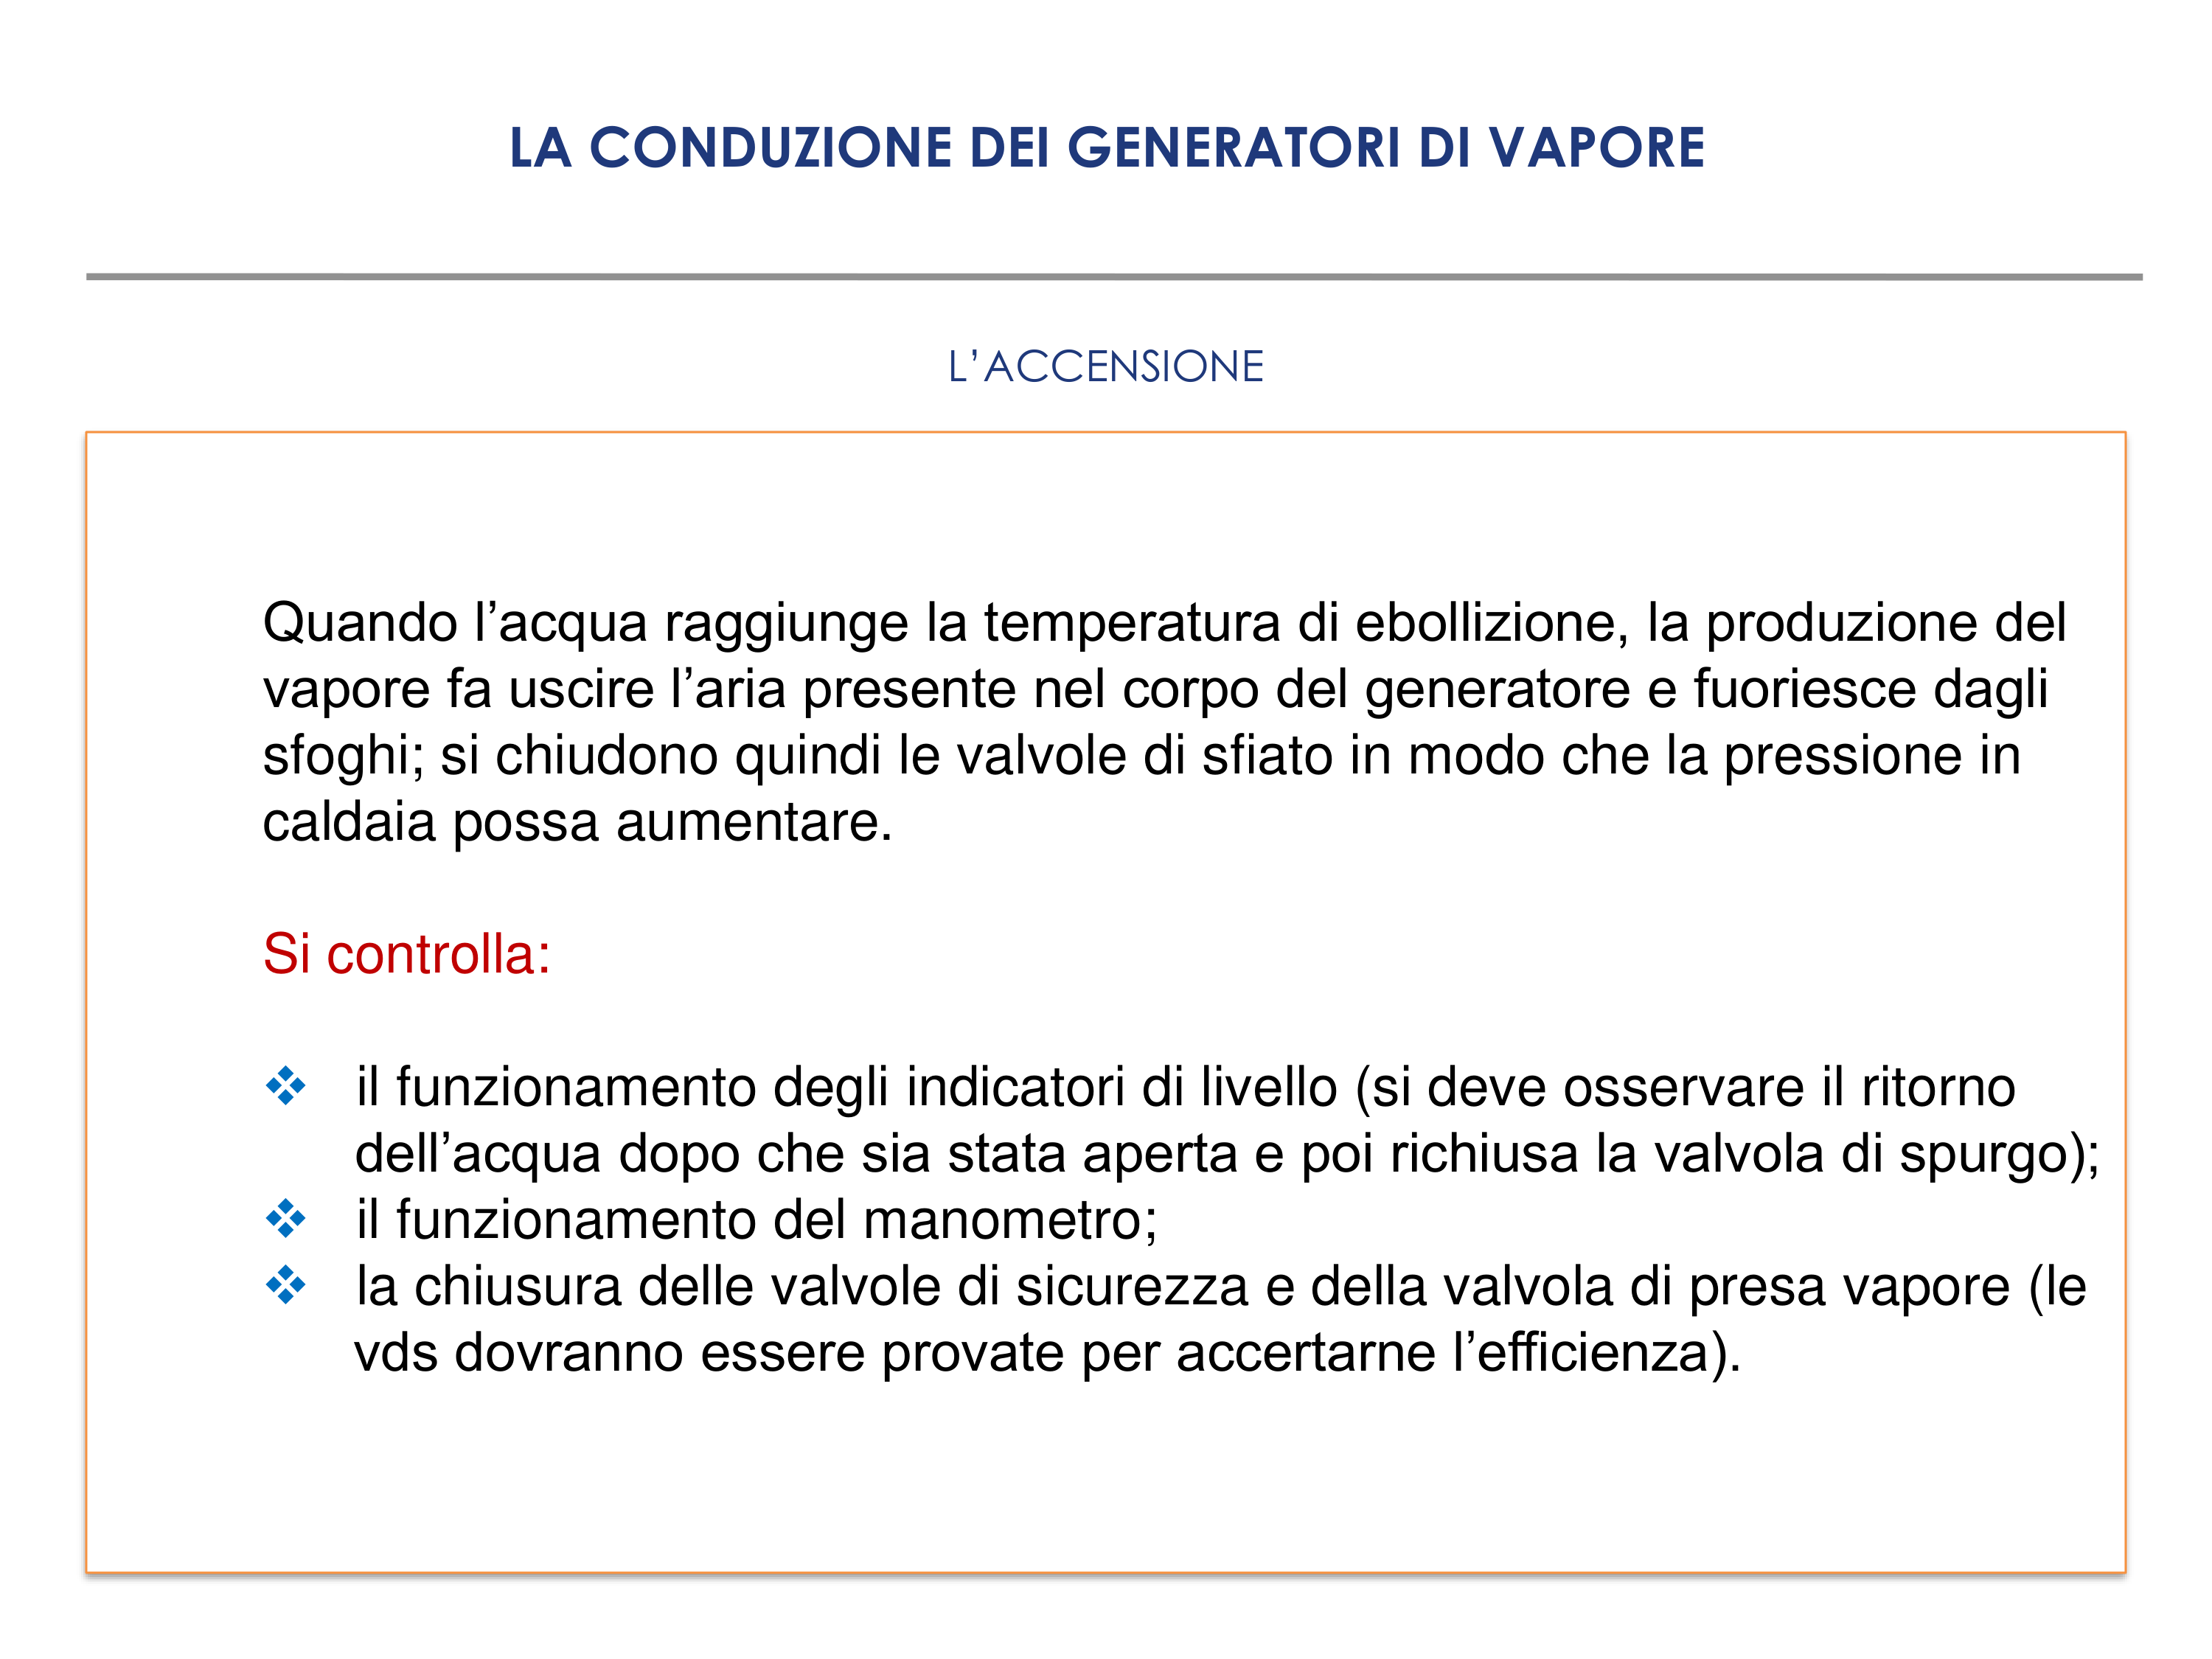 LA CONDUZIONE DEI GENERATORI DI VAPORE
L’ACCENSIONE
Quando l’acqua raggiunge la temperatura di ebollizione, la produzione del
vapore fa uscire l’aria presente nel corpo del generatore e fuoriesce dagli
sfoghi; si chiudono quindi le valvole di sfiato in modo che la pressione in
caldaia possa aumentare.
Si controlla:
❖ il funzionamento degli indicatori di livello (si deve osservare il ritorno
dell’acqua dopo che sia stata aperta e poi richiusa la valvola di spurgo);
❖ il funzionamento del manometro;
❖ la chiusura delle valvole di sicurezza e della valvola di presa vapore (le
vds dovranno essere provate per accertarne l’efficienza).